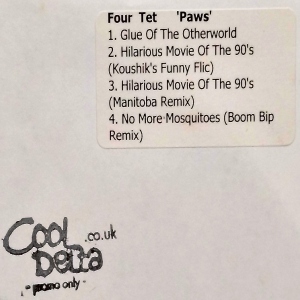 Four Tet 'Paws'
1. Glue Of The Otherworld
2. Hilarious Movie Of The 90's
(Koushik's Funny Flic)
3. Hilarious Movie Of The 90's
(Manitoba Remix)
4. No More Mosquitoes (Boom Bip
Remix)
Cool .co.uk
Delta
- promo only -